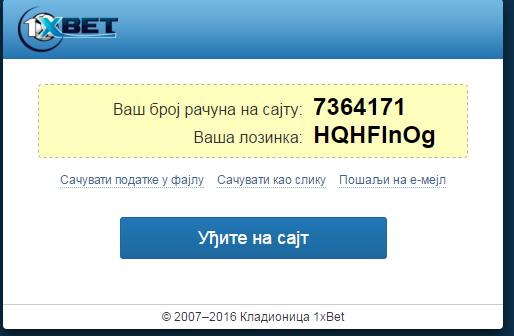 1XBET
Ваш број рачуна на сајту: 7364171
Ваша лозинка: HQHFlnOg
Сачувати податке у фајлу Сачувати као слику Пошаљи на е-мејл
Уђите на сајт
© 2007–2016 Кладионица 1xBet